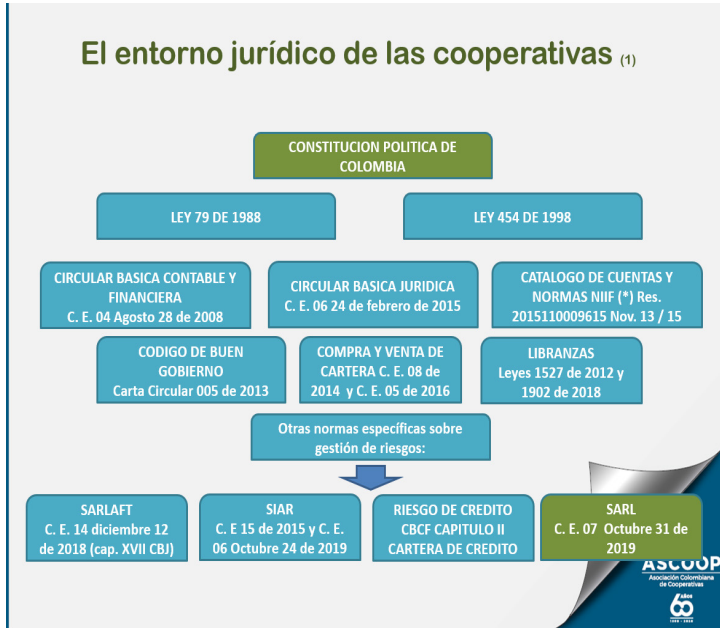 El entorno jurídico de las cooperativas (1)
CONSTITUCION POLITICA DE
COLOMBIA
LEY 79 DE 1988
LEY 454 DE 1998
CIRCULAR BASICA CONTABLE Y
FINANCIERA
C. E. 04 Agosto 28 de 2008
CIRCULAR BASICA JURIDICA
C. E. 06 24 de febrero de 2015
CATALOGO DE CUENTAS Y
NORMAS NIIF (*) Res.
2015110009615 Nov. 13 / 15
CODIGO DE BUEN
GOBIERNO
Carta Circular 005 de 2013
COMPRA Y VENTA DE
CARTERA C. E. 08 de
2014 y C. E. 05 de 2016
LIBRANZAS
Leyes 1527 de 2012 y
1902 de 2018
Otras normas específicas sobre
gestión de riesgos:
SARLAFT
C. E. 14 diciembre 12
de 2018 (cap. XVII CBJ)
SIAR
C. E 15 de 2015 y C. E.
06 Octubre 24 de 2019
RIESGO DE CREDITO
CBCF CAPITULO II
CARTERA DE CREDITO
SARL
C. E. 07 Octubre 31 de
2019
ASCOOP
Asociación Colombiana
de Cooperativas
años
60